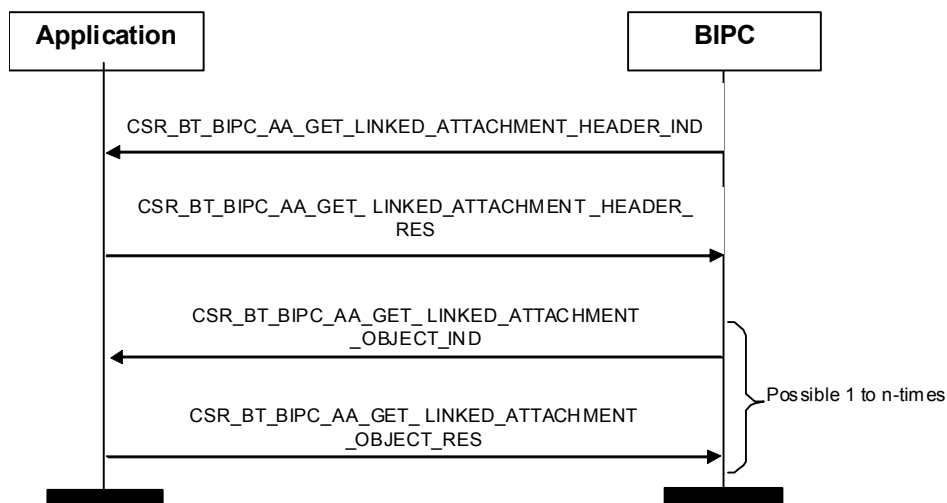 Application
BIPC
CSR_BT_BIPC_AA_GET_LINKED_ATTACHMENT_HEADER_IND
CSR_BT_BIPC_AA_GET_ LINKED_ATTACHMENT _HEADER_
RES
CSR_BT_BIPC_AA_GET_ LINKED_ATTACHMENT
_OBJECT_IND
Possible 1 to n-times
CSR_BT_BIPC_AA_GET_ LINKED_ATTACHMENT
_OBJECT_RES